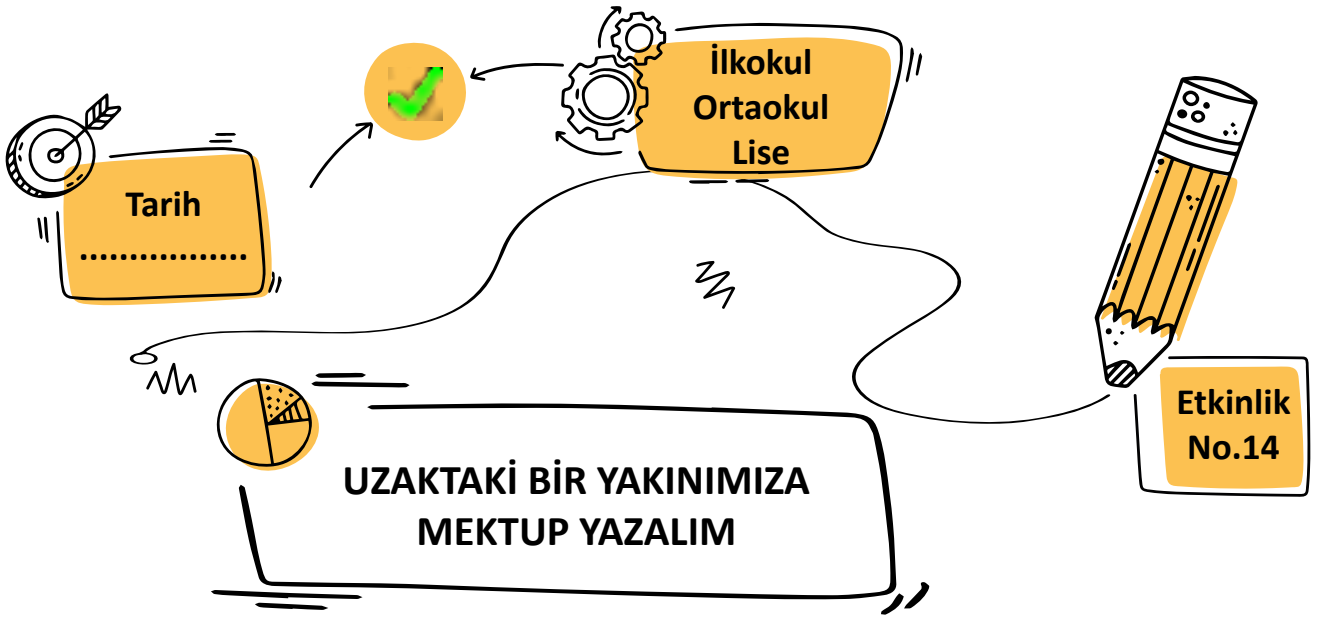 İlkokul
Ortaokul
Lise
Tarih
....................
Etkinlik
No.14
UZAKTAKİ BİR YAKINIMIZA
MEKTUP YAZALIM